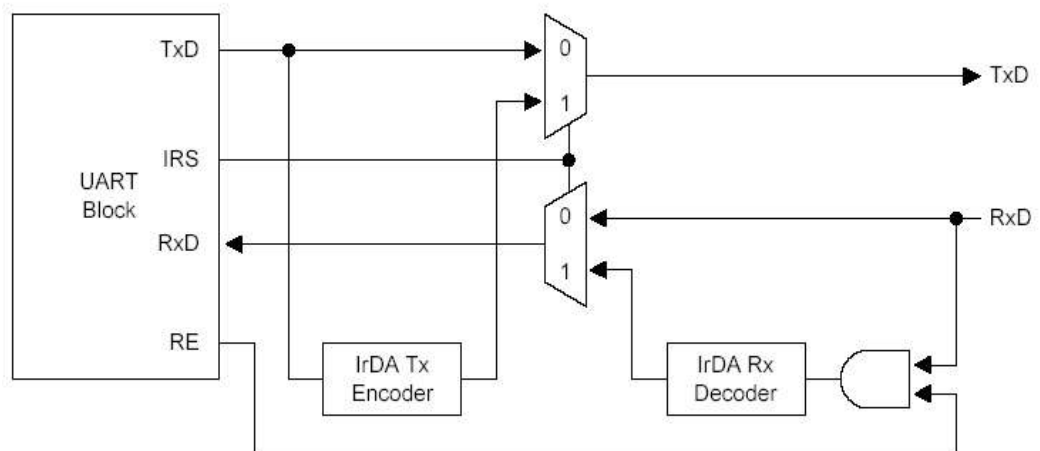 TxD
0
TxD
1
IRS
UART
Block
0
RxD
RxD
1
RE
IrDA Tx
Encoder
IrDA Rx
Decoder